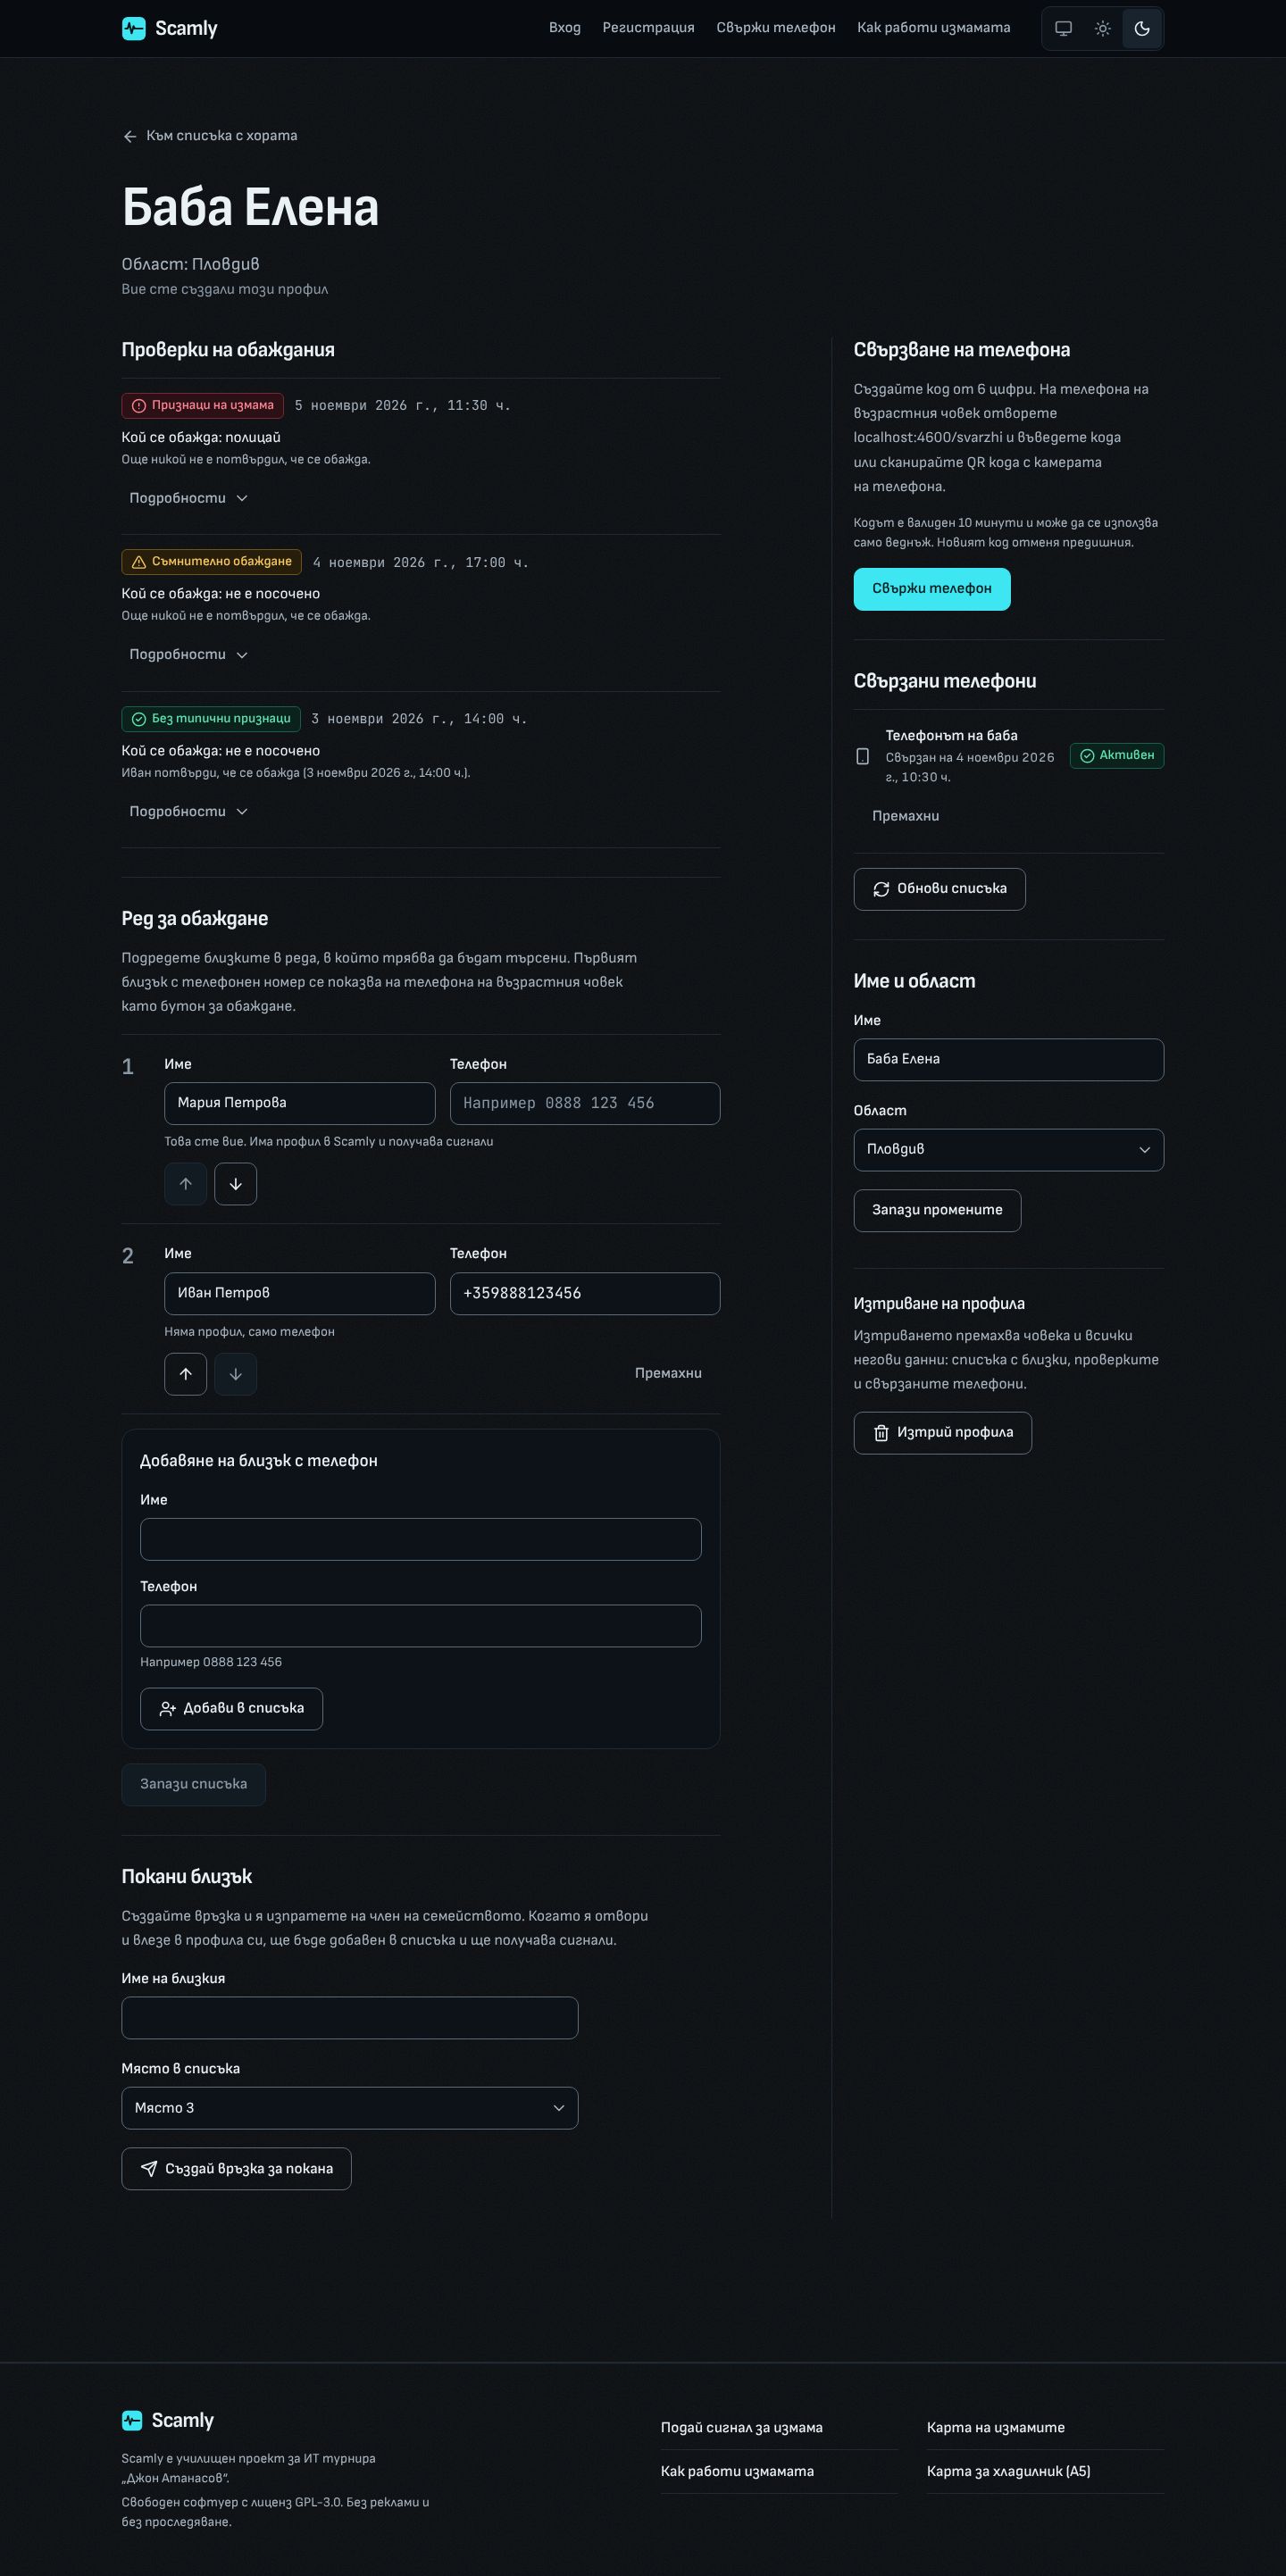 Scamly
Вход
Регистрация
Свържи телефон
Как работи измамата
Към списъка с хората
Баба Елена
Област: Пловдив
Вие сте създали този профил
Проверки на обаждания
Признаци на измама
5 ноември 2026 г., 11:30 ч.
Кой се обажда: полицай
Още никой не е потвърдил, че се обажда.
Подробности
Съмнително обаждане
4 ноември 2026 г., 17:00 ч.
Кой се обажда: не е посочено
Още никой не е потвърдил, че се обажда.
Подробности
Без типични признаци
3 ноември 2026 г., 14:00 ч.
Кой се обажда: не е посочено
Иван потвърди, че се обажда (3 ноември 2026 г., 14:00 ч.).
Подробности
Ред за обаждане
Подредете близките в реда, в който трябва да бъдат търсени. Първият
близък с телефонен номер се показва на телефона на възрастния човек
като бутон за обаждане.
1
Име
Телефон
Мария Петрова
Например 0888 123 456
Това сте вие. Има профил в Scamly и получава сигнали
2
Име
Телефон
Иван Петров
+359888123456
Няма профил, само телефон
Премахни
Добавяне на близък с телефон
Име
Телефон
Например 0888 123 456
Добави в списъка
Запази списъка
Покани близък
Създайте връзка и я изпратете на член на семейството. Когато я отвори
и влезе в профила си, ще бъде добавен в списъка и ще получава сигнали.
Име на близкия
Място в списъка
Място 3
Създай връзка за покана
Свързване на телефона
Създайте код от 6 цифри. На телефона на
възрастния човек отворете
localhost:4600/svarzhi и въведете кода
или сканирайте QR кода с камерата
на телефона.
Кодът е валиден 10 минути и може да се използва
само веднъж. Новият код отменя предишния.
Свържи телефон
Свързани телефони
Телефонът на баба
Свързан на 4 ноември 2026
г., 10:30 ч.
Активен
Премахни
Обнови списъка
Име и област
Име
Баба Елена
Област
Пловдив
Запази промените
Изтриване на профила
Изтриването премахва човека и всички
негови данни: списъка с близки, проверките
и свързаните телефони.
Изтрий профила
Scamly
Scamly е училищен проект за ИТ турнира
„Джон Атанасов“.
Свободен софтуер с лиценз GPL-3.0. Без реклами и
без проследяване.
Подай сигнал за измама
Карта на измамите
Как работи измамата
Карта за хладилник (A5)